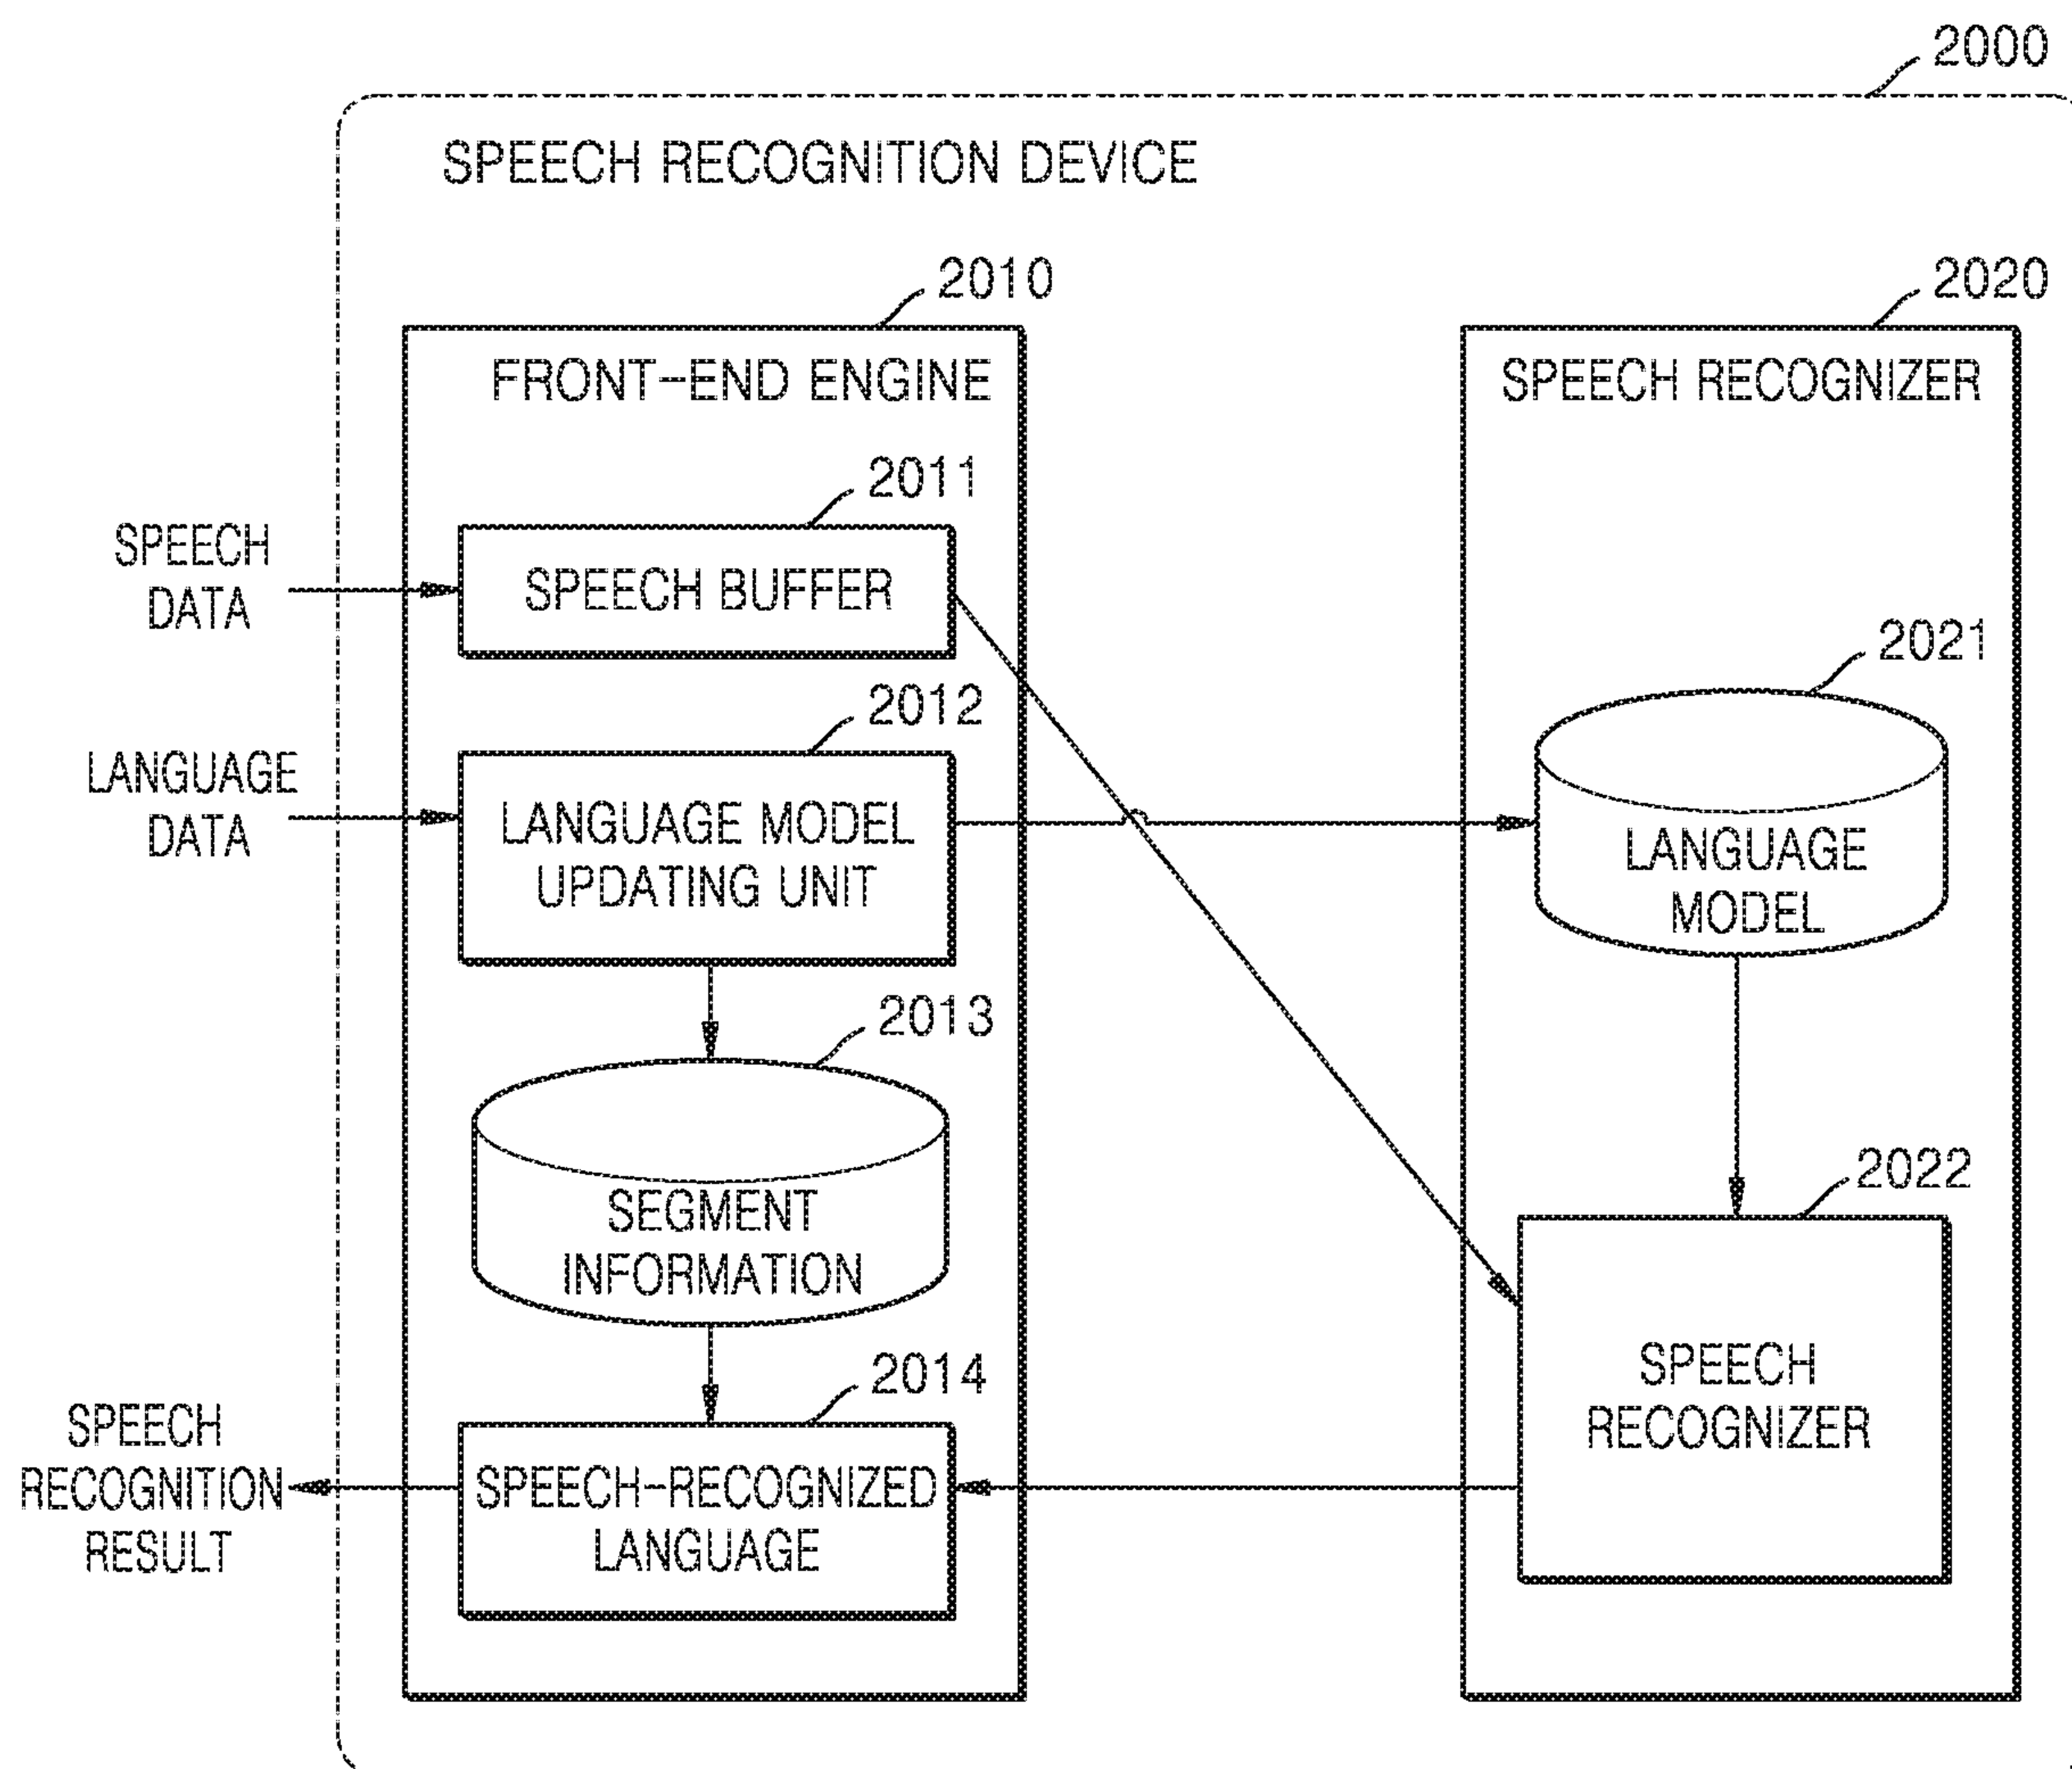 2000
SPEECH RECOGNITION DEVICE
2010
2020
FRONT-END ENGINE
SPEECH RECOGNIZER
2011
SPEECH
DATA
SPEECH BUFFER
2021
2012
LANGUAGE
DATA
LANGUAGE MODEL
UPDATING UNIT
LANGUAGE
MODEL
2013
SEGMENT
INFORMATION
2022
2014
SPEECH
RECOGNIZER
SPEECH
RECOGNITION
RESULT
SPEECH-RECOGNIZED
LANGUAGE